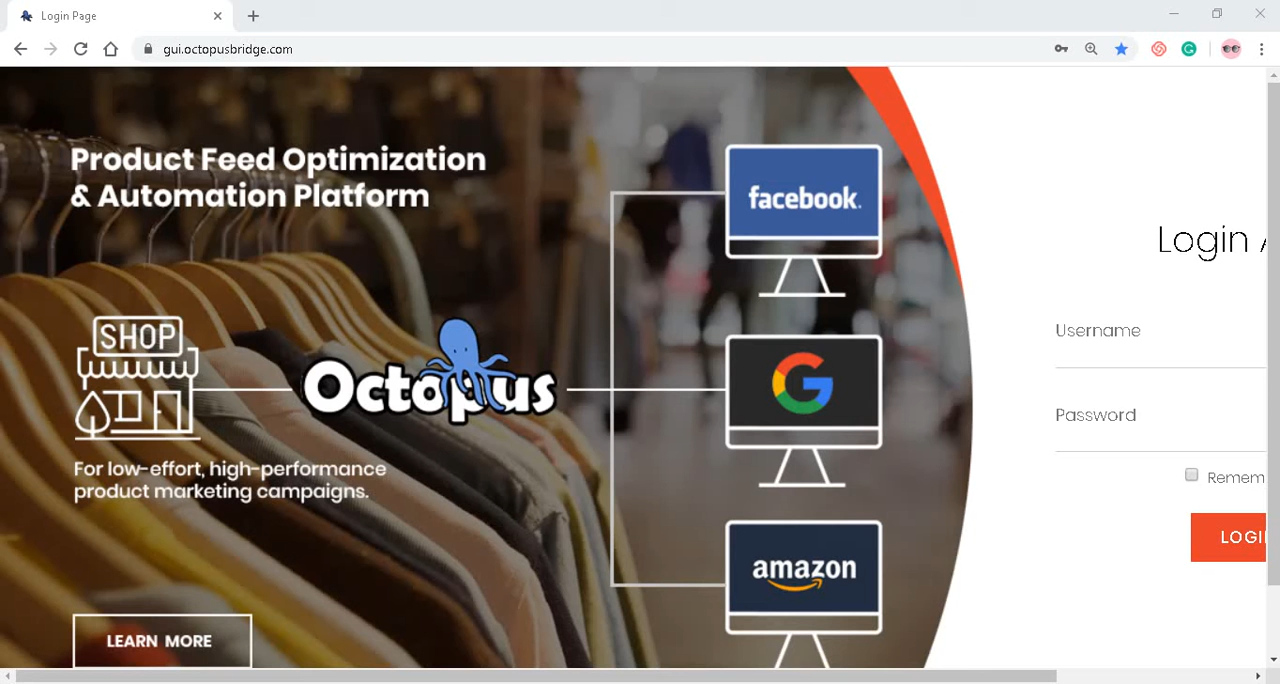 Login Page
gui.octopusbridge.com
Product Feed Optimization
& Automation Platform
facebook.
SHOP
Octopus
For low-effort, high-performance
product marketing campaigns.
amazon
LEARN MORE
Login
Username
Password
Remem
LOGI